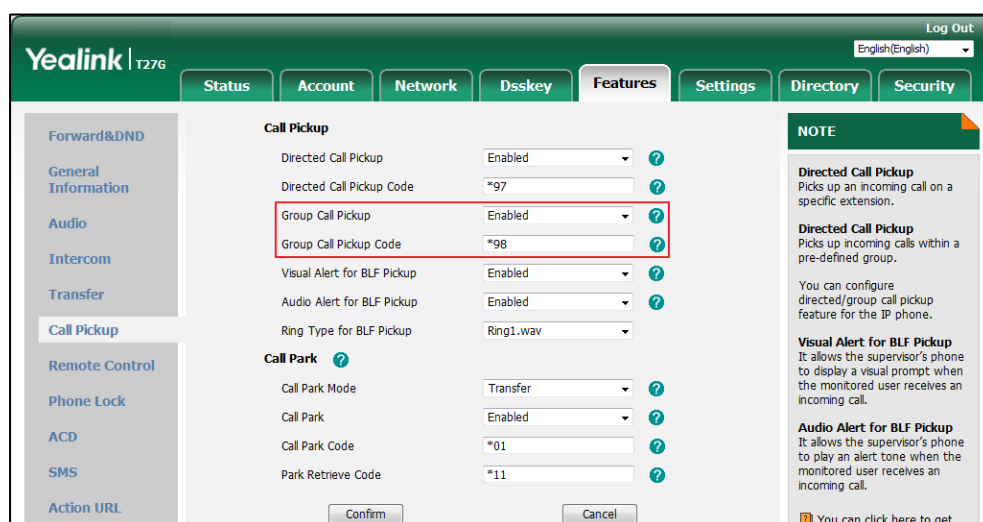 Log Out
English(English)
Yealink | T27G
Status Account Network Dsskey Features Settings Directory Security
Forward&DND
General
Information
Audio
Intercom
Transfer
Call Pickup
Remote Control
Phone Lock
ACD
SMS
Action URL
Call Pickup
Directed Call Pickup Enabled ?
Directed Call Pickup Code *97 ?
Group Call Pickup Enabled ?
Group Call Pickup Code *98 ?
Visual Alert for BLF Pickup Enabled ?
Audio Alert for BLF Pickup Enabled ?
Ring Type for BLF Pickup Ring1.wav
Call Park ?
Call Park Mode Transfer ?
Call Park Enabled ?
Call Park Code *01 ?
Park Retrieve Code *11 ?
Confirm Cancel
NOTE
Directed Call Pickup
Picks up an incoming call on a
specific extension.
Directed Call Pickup
Picks up incoming calls within a
pre-defined group.
You can configure
directed/group call pickup
feature for the IP phone.
Visual Alert for BLF Pickup
It allows the supervisor's phone
to display a visual prompt when
the monitored user receives an
incoming call.
Audio Alert for BLF Pickup
It allows the supervisor's phone
to play an alert tone when the
monitored user receives an
incoming call.
? You can click here to get